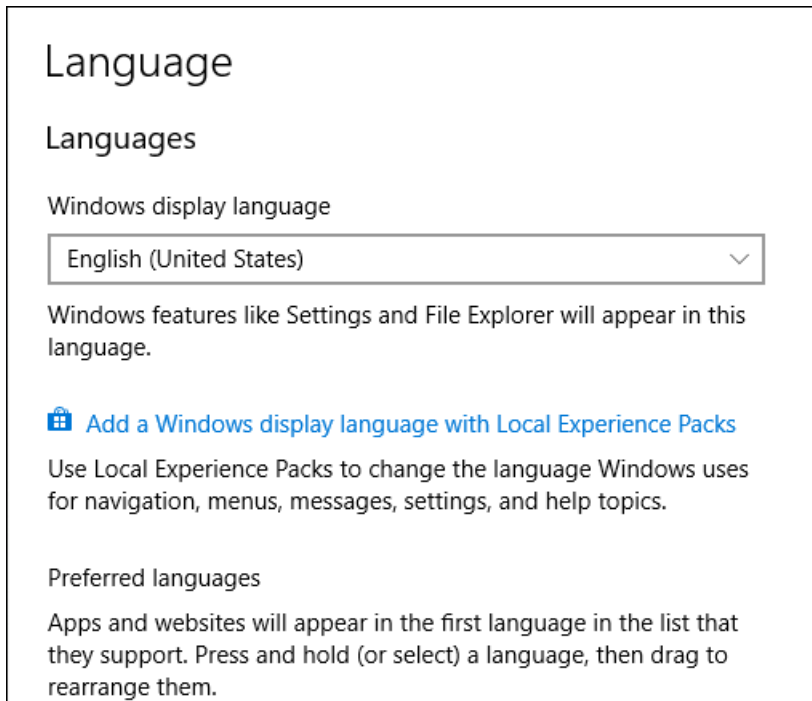 Language
Languages
Windows display language
English (United States)
Windows features like Settings and File Explorer will appear in this
language.
Add a Windows display language with Local Experience Packs
Use Local Experience Packs to change the language Windows uses
for navigation, menus, messages, settings, and help topics.
Preferred languages
Apps and websites will appear in the first language in the list that
they support. Press and hold (or select) a language, then drag to
rearrange them.